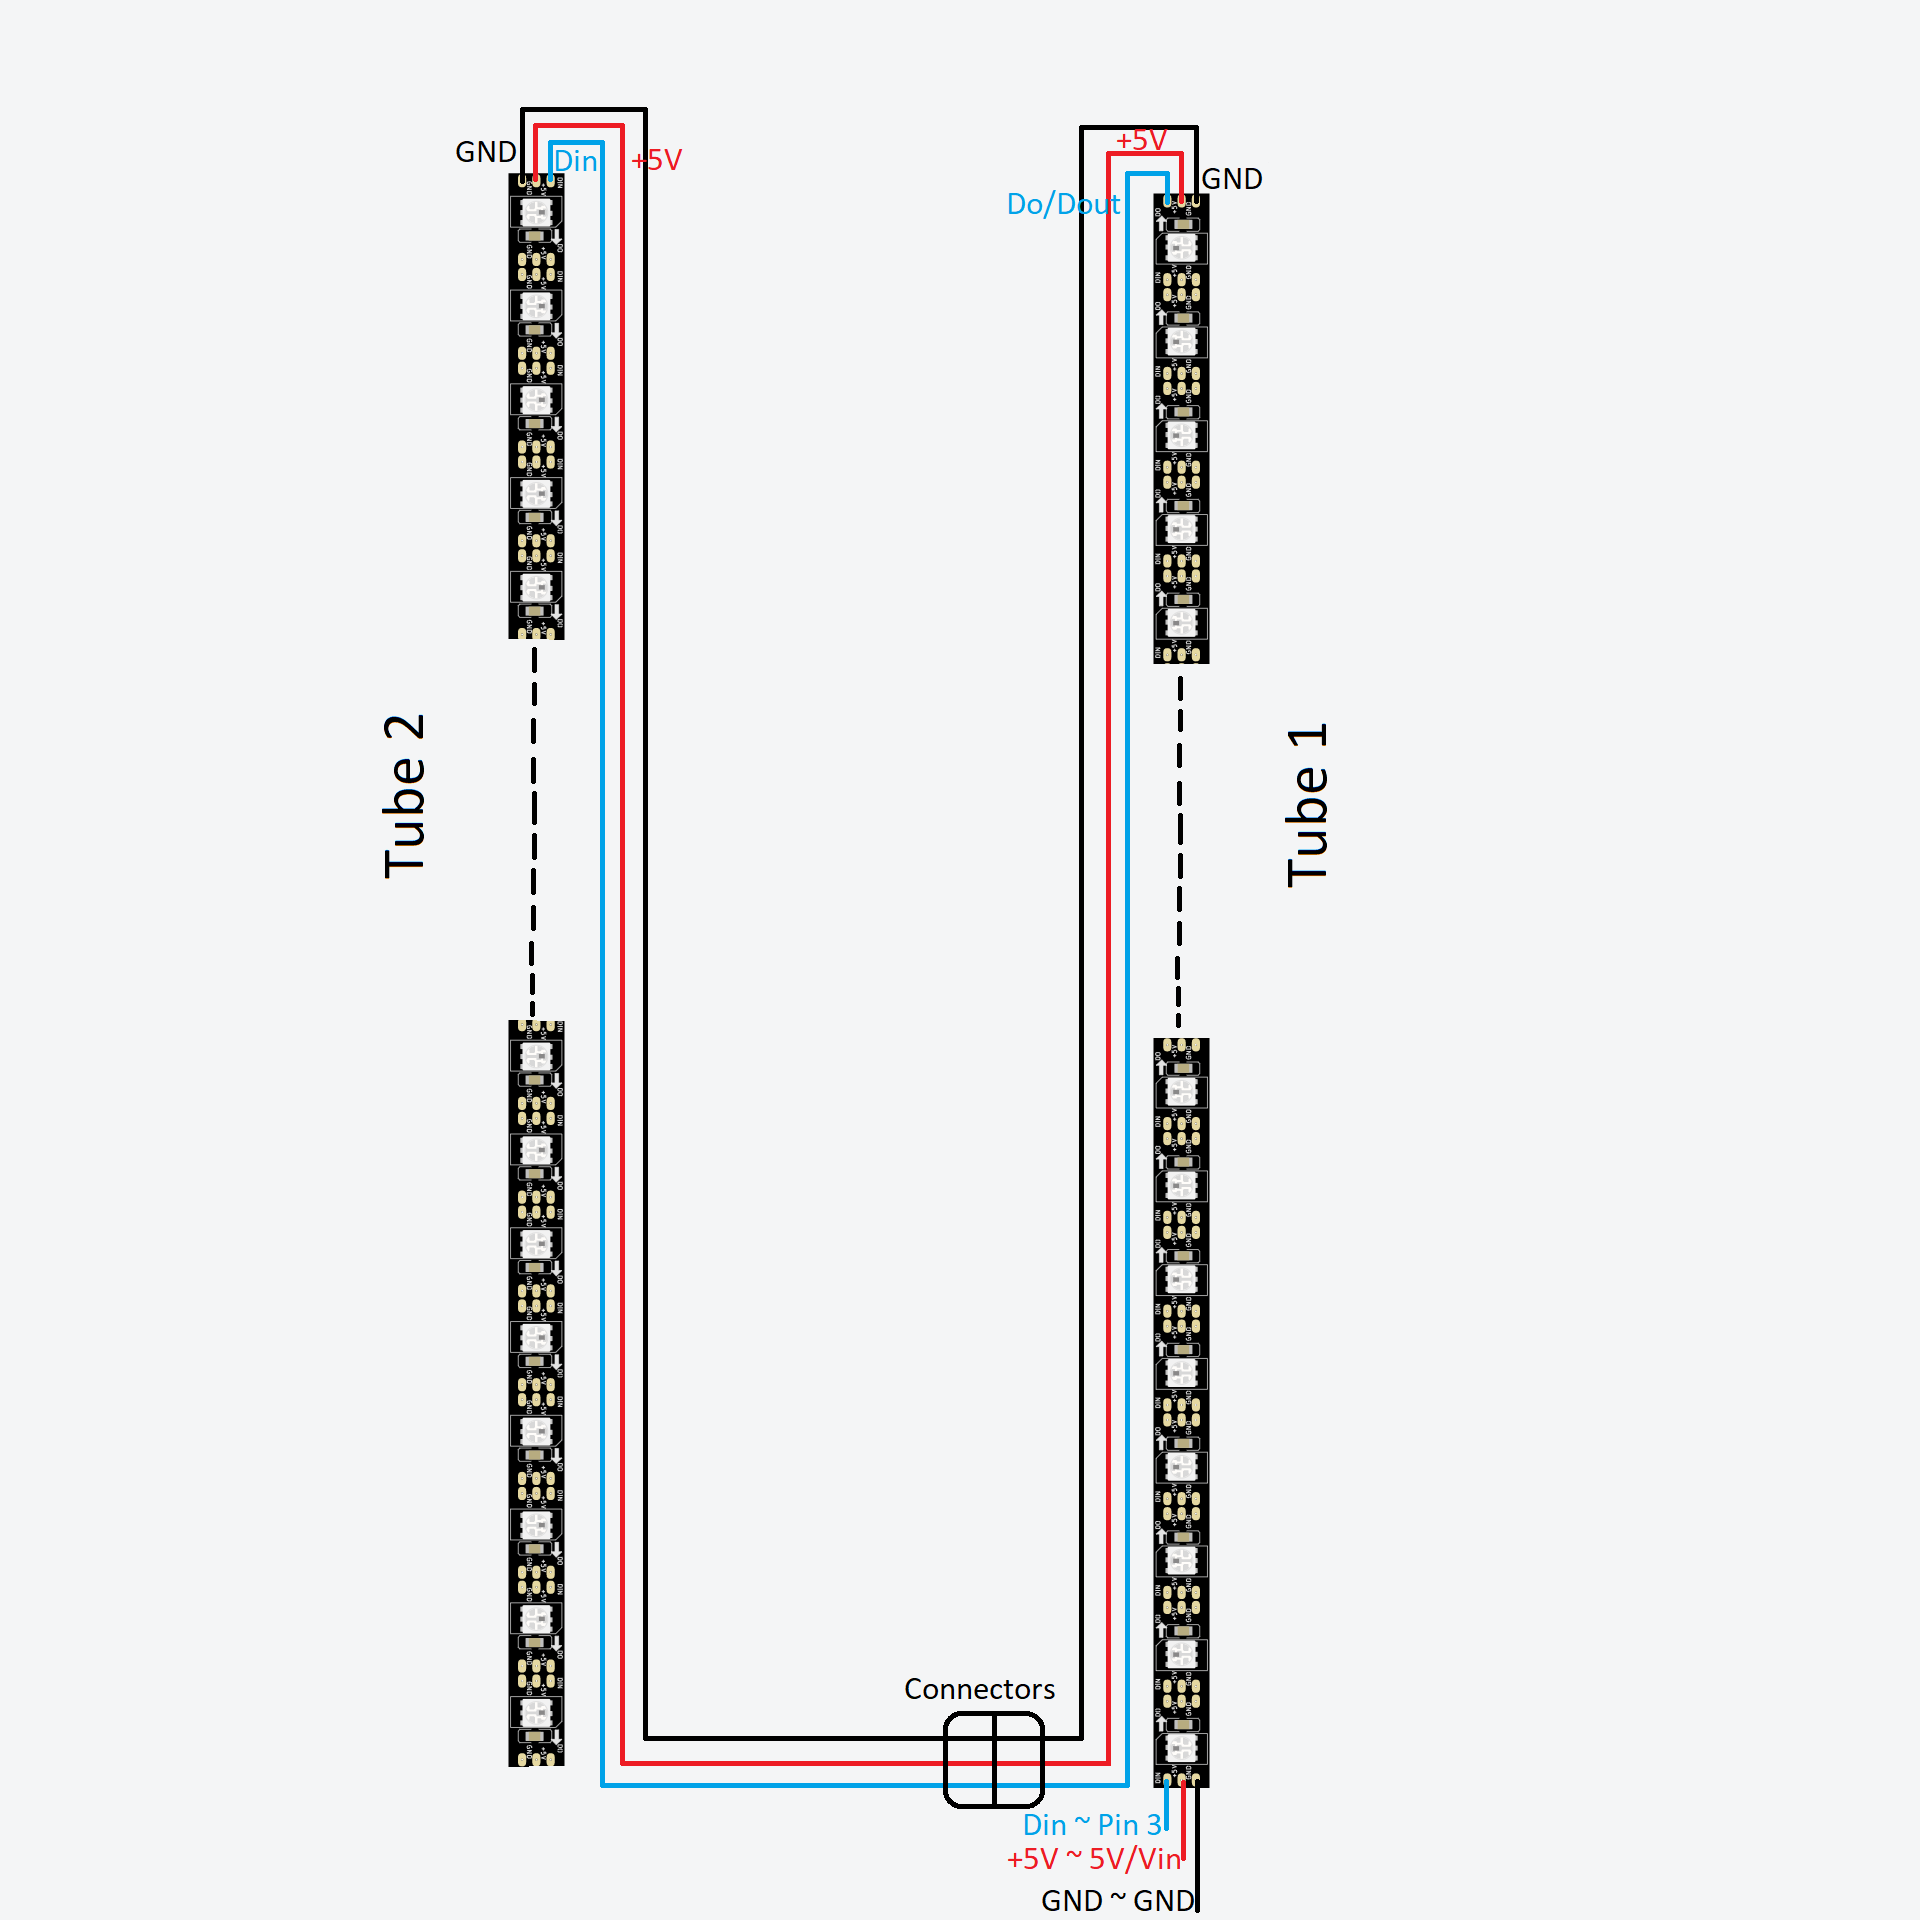 GND
Din
+5V
+5V
GND
Do/Dout
Tube 2
Tube 1
Connectors
Din ~ Pin 3
+5V ~ 5V/Vin
GND ~ GND